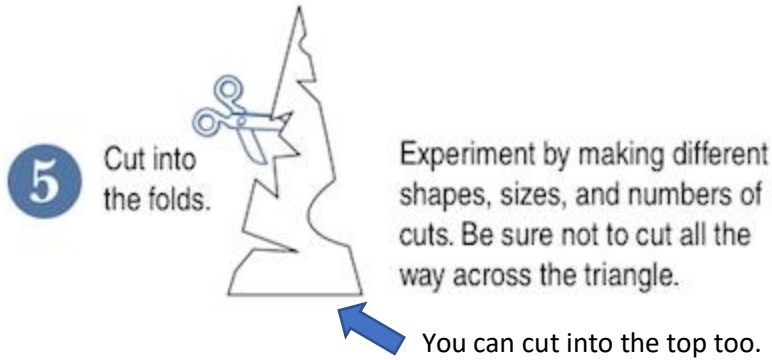 5
Cut into
the folds.
Experiment by making different
shapes, sizes, and numbers of
cuts. Be sure not to cut all the
way across the triangle.
You can cut into the top too.